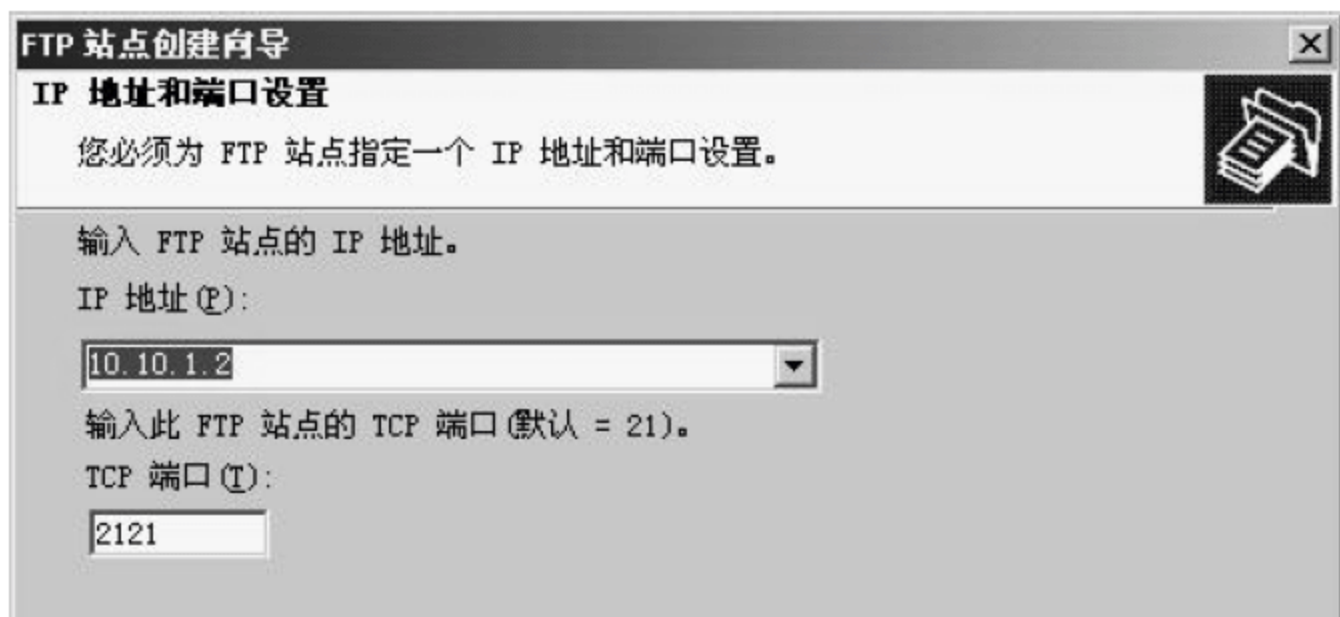 FTP 站点创建向导
IP 地址和端口设置
您必须为 FTP 站点指定一个 IP 地址和端口设置。
输入 FTP 站点的 IP 地址。
IP 地址(P):
10.10.1.2
输入此 FTP 站点的 TCP 端口(默认 = 21)。
TCP 端口(T):
2121